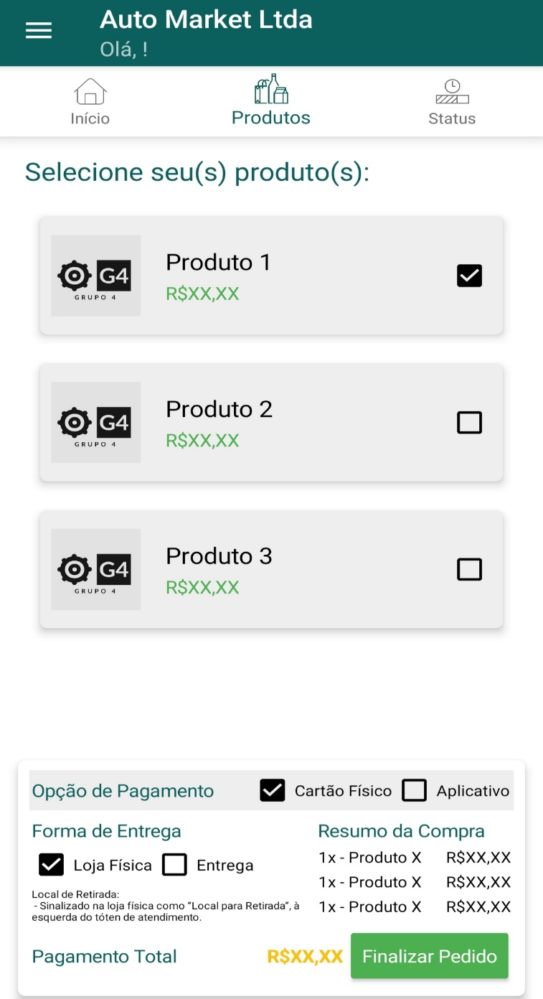 Auto Market Ltda
Olá, !
Início
Produtos
Status
Selecione seu(s) produto(s):
G4
GRUPO 4
Produto 1
R$XX,XX
G4
GRUPO 4
Produto 2
R$XX,XX
G4
GRUPO 4
Produto 3
R$XX,XX
Opção de Pagamento
Cartão Físico
Aplicativo
Forma de Entrega
Loja Física
Entrega
Local de Retirada:
- Sinalizado na loja física como “Local para Retirada”, à
esquerda do tóten de atendimento.
Resumo da Compra
1x - Produto X R$XX,XX
1x - Produto X R$XX,XX
1x - Produto X R$XX,XX
Pagamento Total
R$XX,XX
Finalizar Pedido